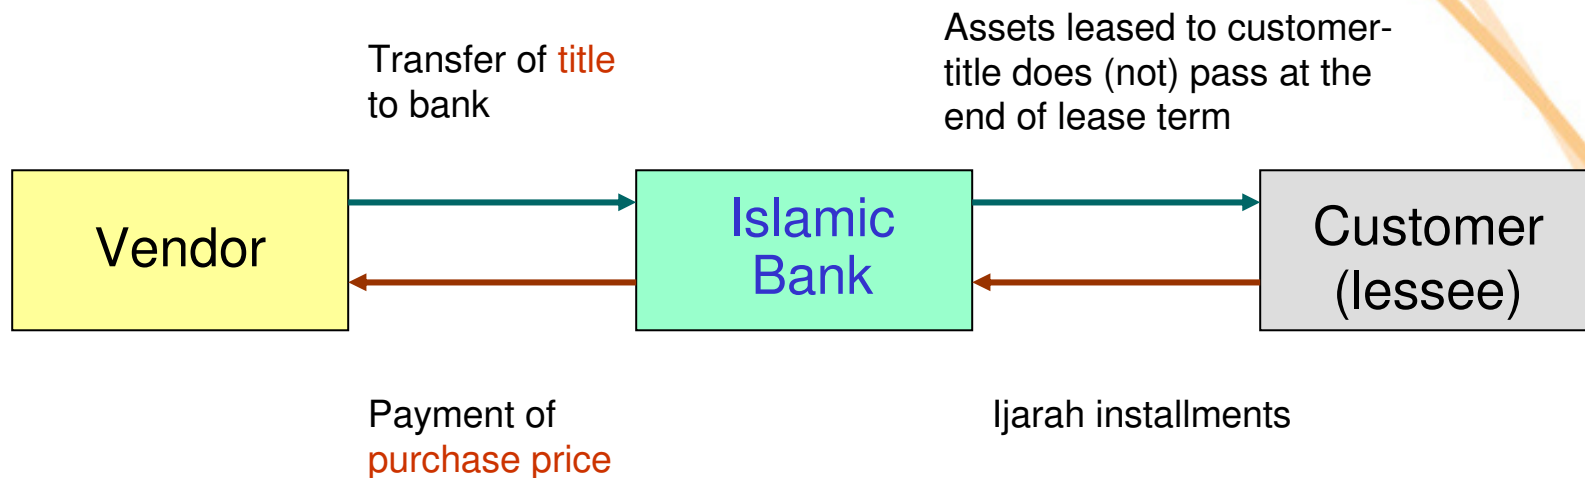 Transfer of title
to bank
Assets leased to customer-
title does (not) pass at the
end of lease term
Vendor
Islamic
Bank
Customer
(lessee)
Payment of
purchase price
Ijarah installments